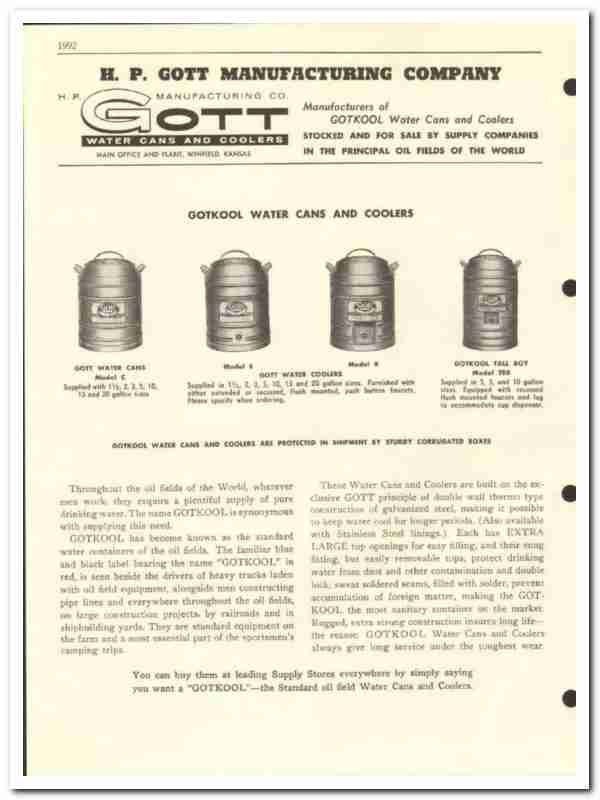 1992
H. P. GOTT MANUFACTURING COMPANY
H. P. GOTT MANUFACTURING CO.
WATER CANS AND COOLERS
MAIN OFFICE AND PLANT, WINFIELD, KANSAS
Manufacturers of
GOTKOOL Water Cans and Coolers
STOCKED AND FOR SALE BY SUPPLY COMPANIES
IN THE PRINCIPAL OIL FIELDS OF THE WORLD
GOTKOOL WATER CANS AND COOLERS
GOTT WATER CANS
Model C
Supplied with 1½, 2, 3, 5, 10,
15 and 20 gallon sizes
Model E
Model R
GOTT WATER COOLERS
Supplied in 1½, 2, 3, 5, 10, 15 and 20 gallon sizes. Furnished with
either extended or recessed, flush mounted, push button faucets.
Please specify when ordering.
GOTKOOL TALL BOY
Model TBR
Supplied in 3, 5, and 10 gallon
sizes. Equipped with recessed
flush mounted faucets and lug
to accommodate cup dispenser.
GOTKOOL WATER CANS AND COOLERS ARE PROTECTED IN SHIPMENT BY STURDY CORRUGATED BOXES
Throughout the oil fields of the World, wherever
men work, they require a plentiful supply of pure
drinking water. The name GOTKOOL is synonymous
with supplying this need.
GOTKOOL has become known as the standard
water containers of the oil fields. The familiar blue
and black label bearing the name "GOTKOOL" in
red, is seen beside the drivers of heavy trucks laden
with oil field equipment, alongside men constructing
pipe lines and everywhere throughout the oil fields,
on large construction projects, by railroads and in
shipbuilding yards. They are standard equipment on
the farm and a most essential part of the sportsmen's
camping trips.
These Water Cans and Coolers are built on the ex-
clusive GOTT principle of double wall thermo type
construction of galvanized steel, making it possible
to keep water cool for longer periods. (Also available
with Stainless Steel linings.) Each has EXTRA
LARGE top openings for easy filling, and their snug
fitting, but easily removable tops, protect drinking
water from dust and other contamination and double
lock, sweat soldered seams, filled with solder, prevent
accumulation of foreign matter, making the GOT-
KOOL the most sanitary container on the market.
Rugged, extra strong construction insures long life—
the reason GOTKOOL Water Cans and Coolers
always give long service under the toughest wear.
You can buy them at leading Supply Stores everywhere by simply saying
you want a "GOTKOOL"—the Standard oil field Water Cans and Coolers.